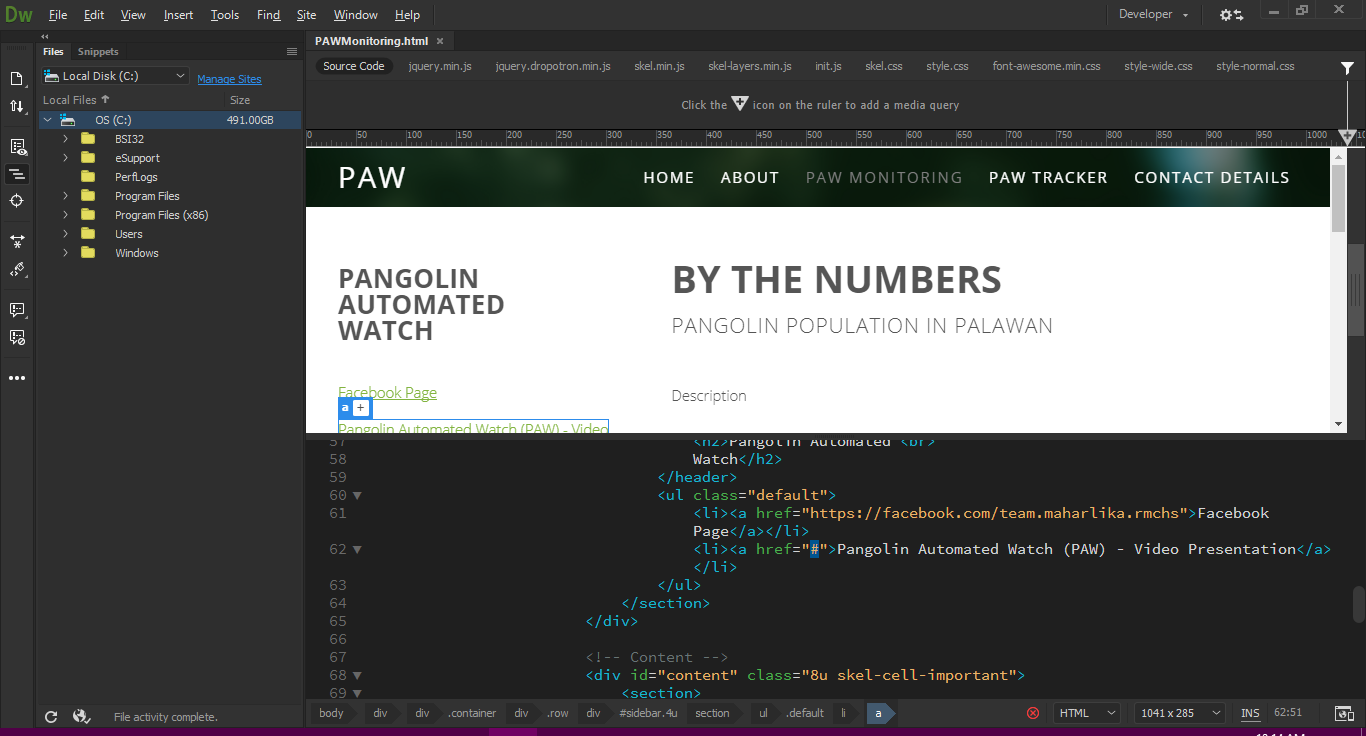 Dw File Edit View Insert Tools Find Site Window Help Developer
Files Snippets
PAWMonitoring.html ×
Source Code jquery.min.js jquery.dropotron.min.js skel.min.js skel-layers.min.js init.js skel.css style.css font-awesome.min.css style-wide.css style-normal.css
Local Disk (C:) Manage Sites
Local Files Size
OS (C:) 491.00GB
BSI32
eSupport
PerfLogs
Program Files
Program Files (x86)
Users
Windows
Click the icon on the ruler to add a media query
0 50 100 150 200 250 300 350 400 450 500 550 600 650 700 750 800 850 900 950 1000
PAW HOME ABOUT PAW MONITORING PAW TRACKER CONTACT DETAILS
PANGOLIN
AUTOMATED
WATCH
BY THE NUMBERS
PANGOLIN POPULATION IN PALAWAN
Facebook Page
Description
a +
Pangolin Automated Watch (PAW) - Video
57 <h2>Pangolin Automated <br>
58 Watch</h2>
59 </header>
60 <ul class="default">
61 <li><a href="https://facebook.com/team.maharlika.rmchs">Facebook
Page</a></li>
62 <li><a href="#">Pangolin Automated Watch (PAW) - Video Presentation</a>
</li>
63 </ul>
64 </section>
65 </div>
66
67 <!-- Content -->
68 <div id="content" class="8u skel-cell-important">
69 <section>
File activity complete.
body div div .container div .row div #sidebar.4u section ul .default li a HTML 1041 x 285 INS 62:51